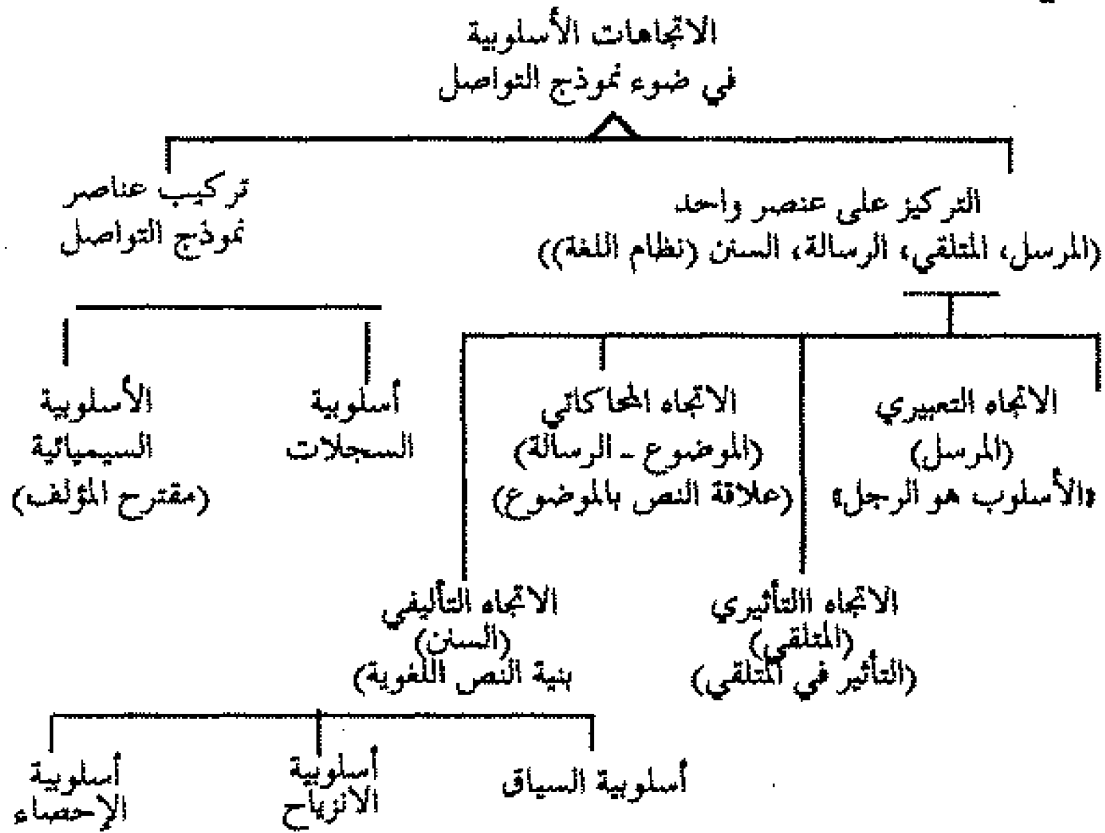 الاتجاهات الأسلوبية
في ضوء نموذج التواصل
التركيز على عنصر واحد
(المرسل، المتلقي، الرسالة، السنن (نظام اللغة))
تركيب عناصر
نموذج التواصل
الاتجاه التعبيري
(المرسل)
«الأسلوب هو الرجل»
الاتجاه المحاكاتي
(الموضوع - الرسالة)
(علاقة النص بالموضوع)
أسلوبية
السجلات
الأسلوبية
السيميائية
(مقترح المؤلف)
الاتجاه االتأثيري
(المتلقي)
(التأثير في المتلقي)
الاتجاه التأليفي
(السنن)
بنية النص اللغوية)
أسلوبية السياق
أسلوبية
الانزياح
أسلوبية
الإحصاء